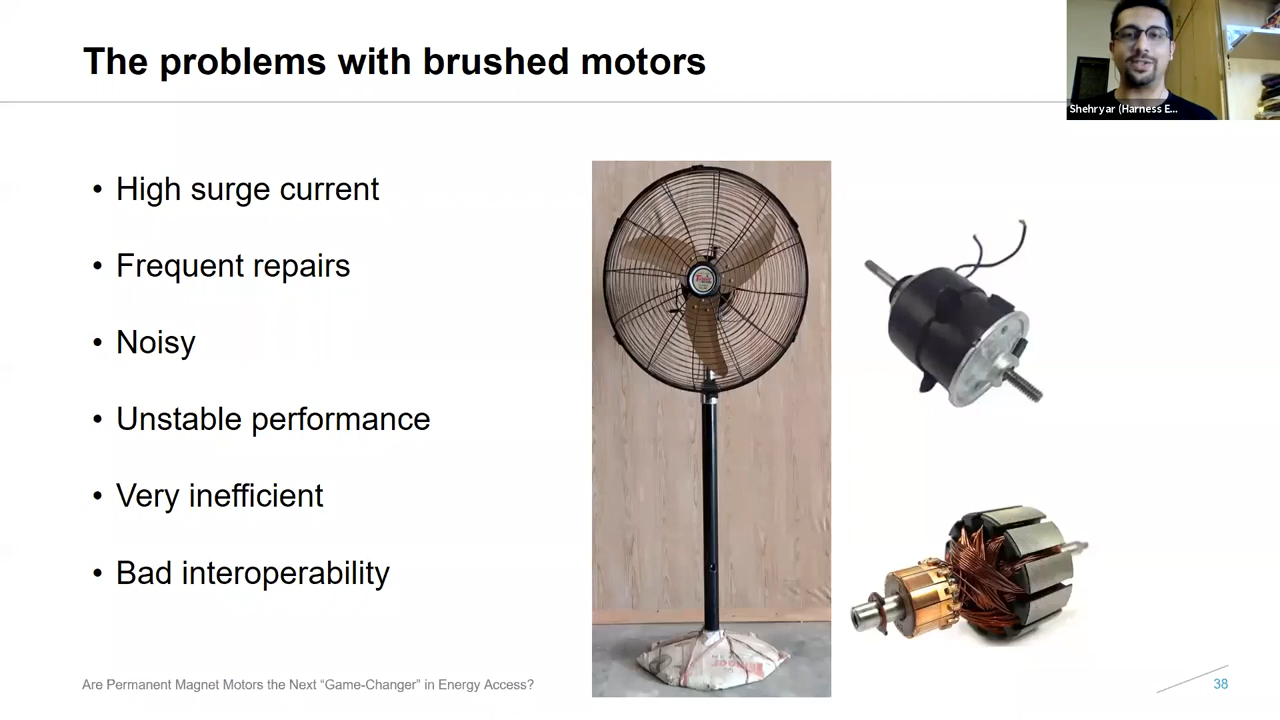 The problems with brushed motors
Shehryar (Harness E...
• High surge current
• Frequent repairs
• Noisy
• Unstable performance
• Very inefficient
• Bad interoperability
Are Permanent Magnet Motors the Next “Game-Changer” in Energy Access?
38